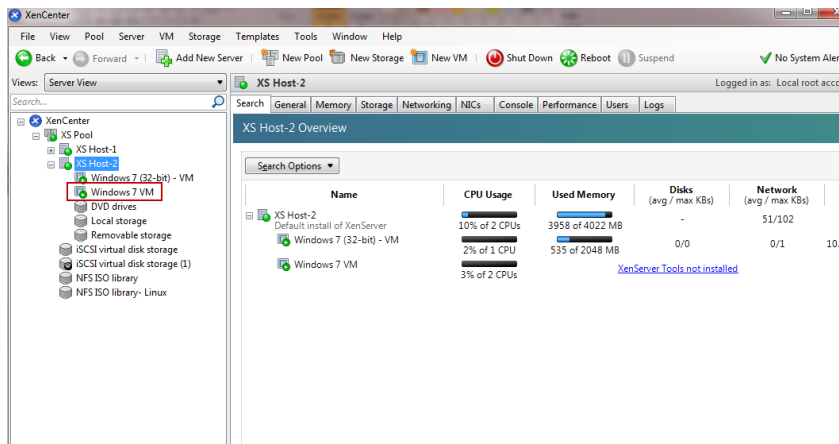 XenCenter
File View Pool Server VM Storage Templates Tools Window Help
Back Forward Add New Server New Pool New Storage New VM Shut Down Reboot Suspend No System Aler
Views: Server View
XS Host-2 Logged in as: Local root acco
Search...
Search General Memory Storage Networking NICs Console Performance Users Logs
XenCenter
XS Pool
XS Host-1
XS Host-2
Windows 7 (32-bit) - VM
Windows 7 VM
DVD drives
Local storage
Removable storage
iSCSI virtual disk storage
iSCSI virtual disk storage (1)
NFS ISO library
NFS ISO library- Linux
XS Host-2 Overview
Search Options
Name CPU Usage Used Memory Disks Network
(avg / max KBs) (avg / max KBs)
XS Host-2
Default install of XenServer 10% of 2 CPUs 3958 of 4022 MB - 51/102
Windows 7 (32-bit) - VM
2% of 1 CPU 535 of 2048 MB 0/0 0/1 10.
Windows 7 VM
3% of 2 CPUs XenServer Tools not installed